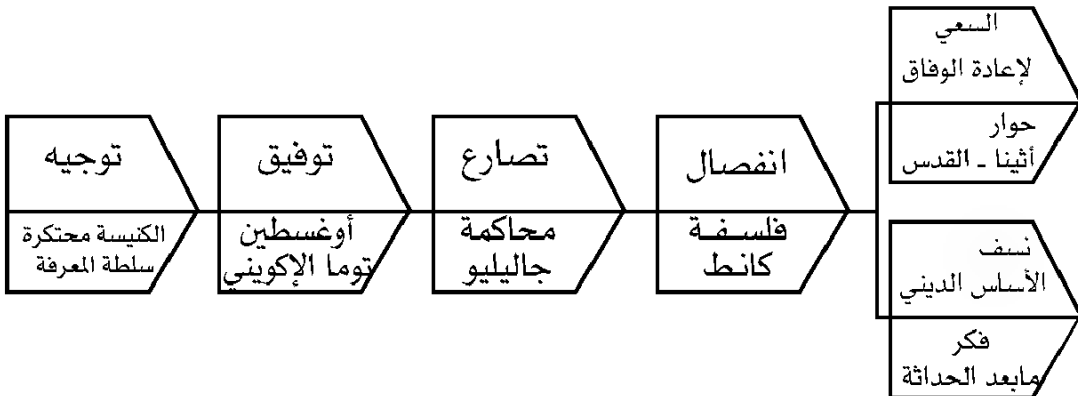 توجيه
الكنيسة محتكرة
سلطة المعرفة
توفيق
أوغسطين
توما الإكويني
تصارع
محاكمة
جاليليو
انفصال
فلسفة
كانط
السعي
لإعادة الوفاق
حوار
أثينا - القدس
نسف
الأساس الديني
فكر
مابعد الحداثة